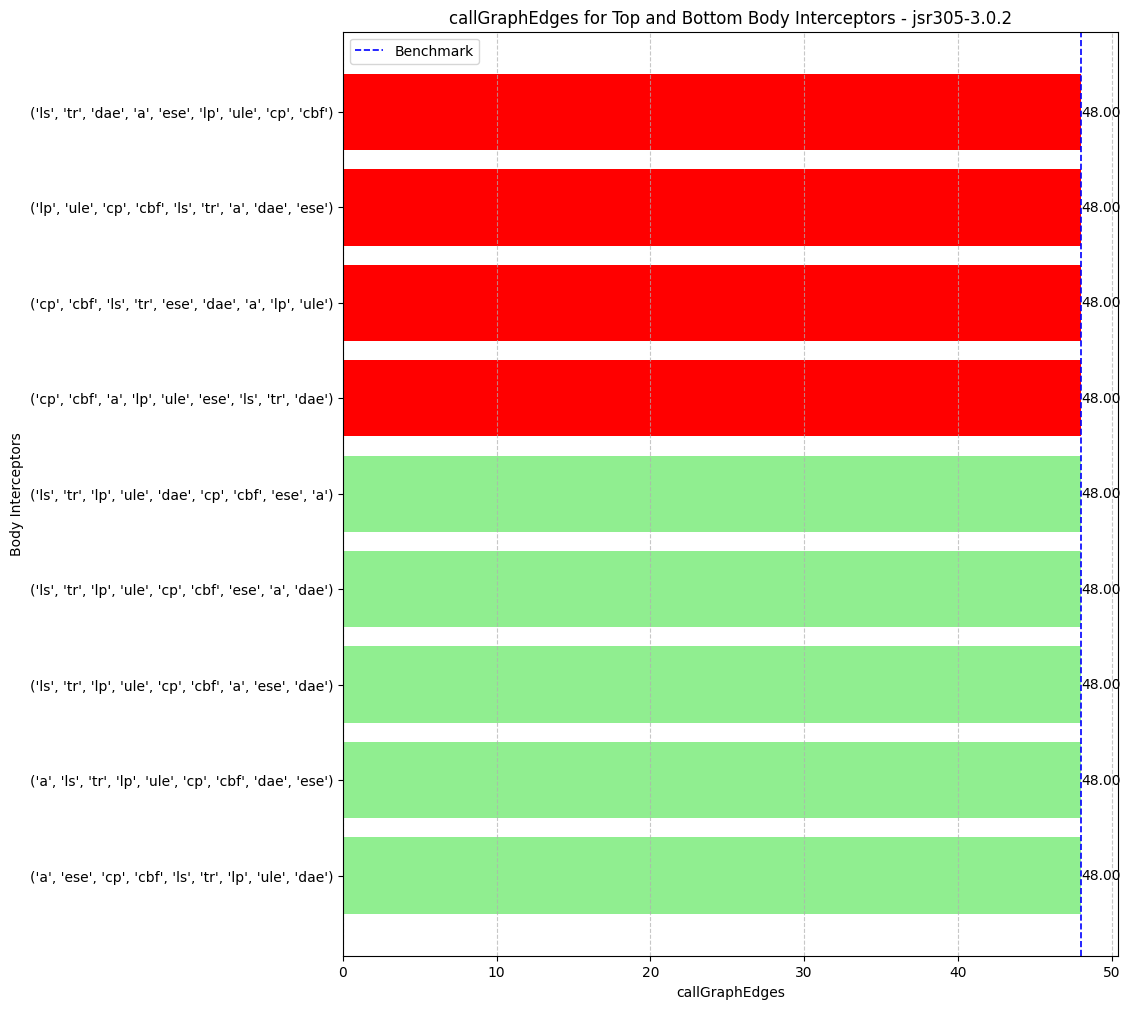 callGraphEdges for Top and Bottom Body Interceptors - jsr305-3.0.2
Benchmark
('ls', 'tr', 'dae', 'a', 'ese', 'lp', 'ule', 'cp', 'cbf') 48.00
('lp', 'ule', 'cp', 'cbf', 'ls', 'tr', 'a', 'dae', 'ese') 48.00
('cp', 'cbf', 'ls', 'tr', 'ese', 'dae', 'a', 'lp', 'ule') 48.00
('cp', 'cbf', 'a', 'lp', 'ule', 'ese', 'ls', 'tr', 'dae') 48.00
Body Interceptors
('ls', 'tr', 'lp', 'ule', 'dae', 'cp', 'cbf', 'ese', 'a') 48.00
('ls', 'tr', 'lp', 'ule', 'cp', 'cbf', 'ese', 'a', 'dae') 48.00
('ls', 'tr', 'lp', 'ule', 'cp', 'cbf', 'a', 'ese', 'dae') 48.00
('a', 'ls', 'tr', 'lp', 'ule', 'cp', 'cbf', 'dae', 'ese') 48.00
('a', 'ese', 'cp', 'cbf', 'ls', 'tr', 'lp', 'ule', 'dae') 48.00
0 10 20 30 40 50
callGraphEdges